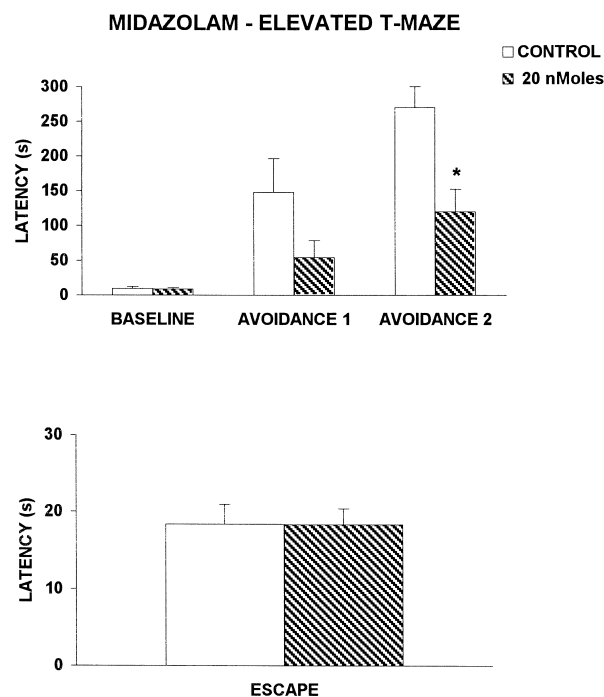 MIDAZOLAM - ELEVATED T-MAZE
CONTROL
20 nMoles
LATENCY (s)
300
250
200
150
100
50
0
*
BASELINE AVOIDANCE 1 AVOIDANCE 2
LATENCY (s)
30
20
10
0
ESCAPE